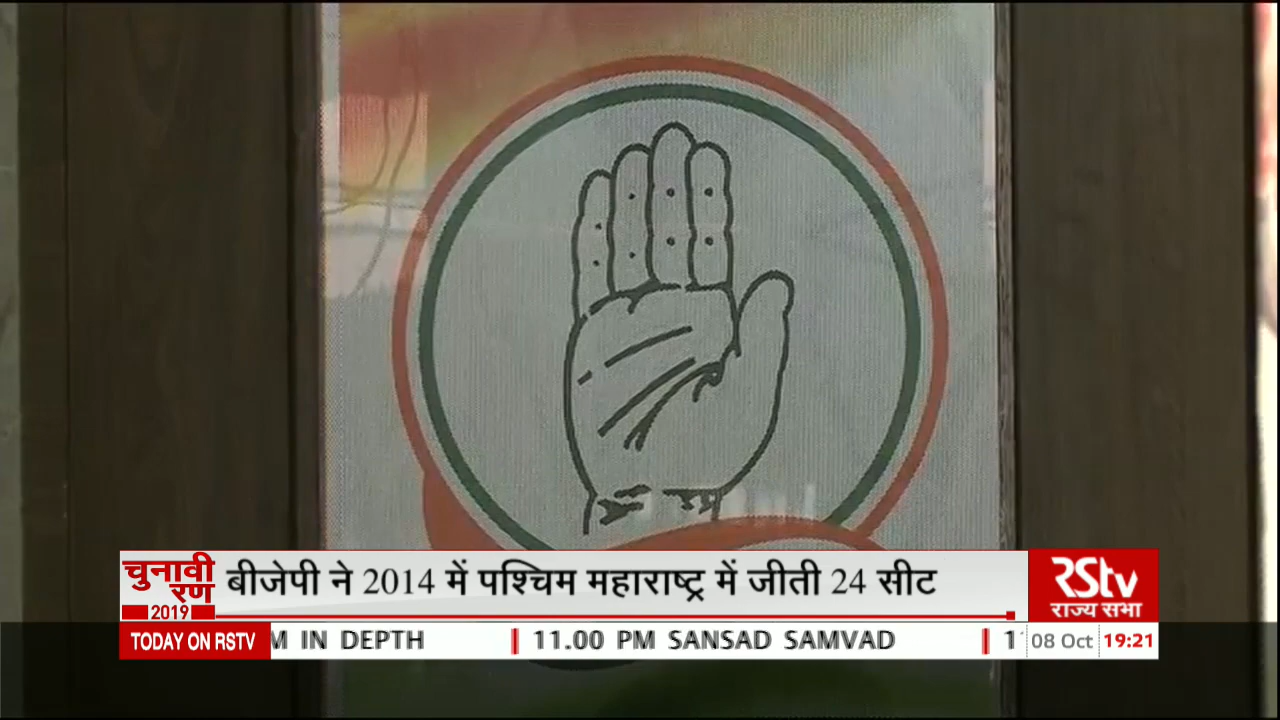 चुनावी
रण
2019
बीजेपी ने 2014 में पश्चिम महाराष्ट्र में जीती 24 सीट
RSTV
राज्य सभा
TODAY ON RSTV
M IN DEPTH | 11.00 PM SANSAD SAMVAD | 1
08 Oct 19:21